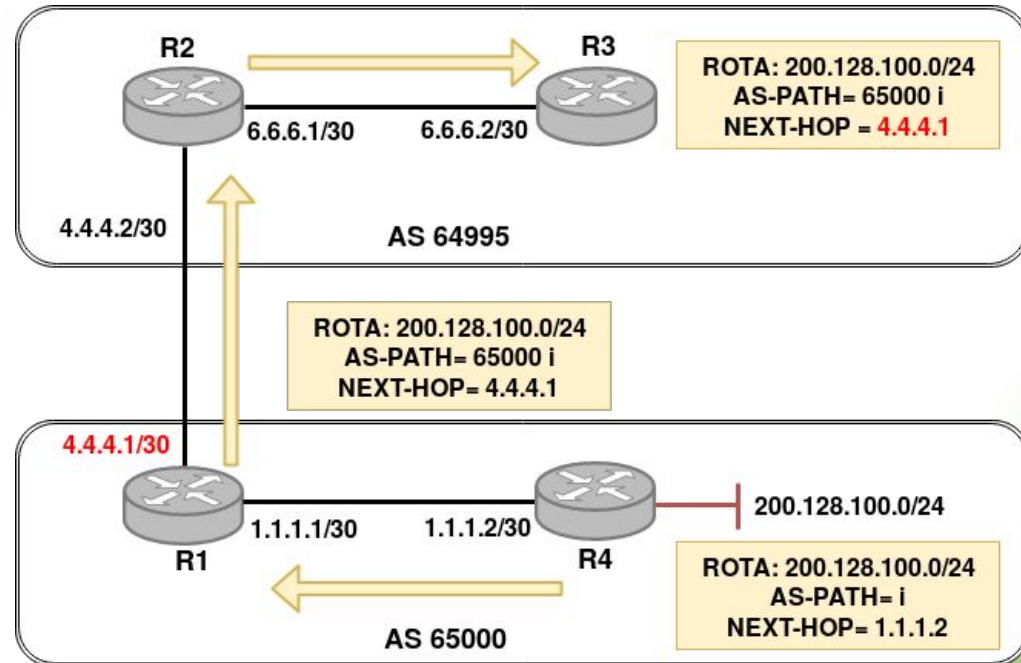 R2
R3
ROTA: 200.128.100.0/24
AS-PATH= 65000 i
NEXT-HOP = 4.4.4.1
6.6.6.1/30
6.6.6.2/30
4.4.4.2/30
AS 64995
ROTA: 200.128.100.0/24
AS-PATH= 65000 i
NEXT-HOP= 4.4.4.1
4.4.4.1/30
1.1.1.1/30
1.1.1.2/30
200.128.100.0/24
R1
R4
ROTA: 200.128.100.0/24
AS-PATH= i
NEXT-HOP= 1.1.1.2
AS 65000